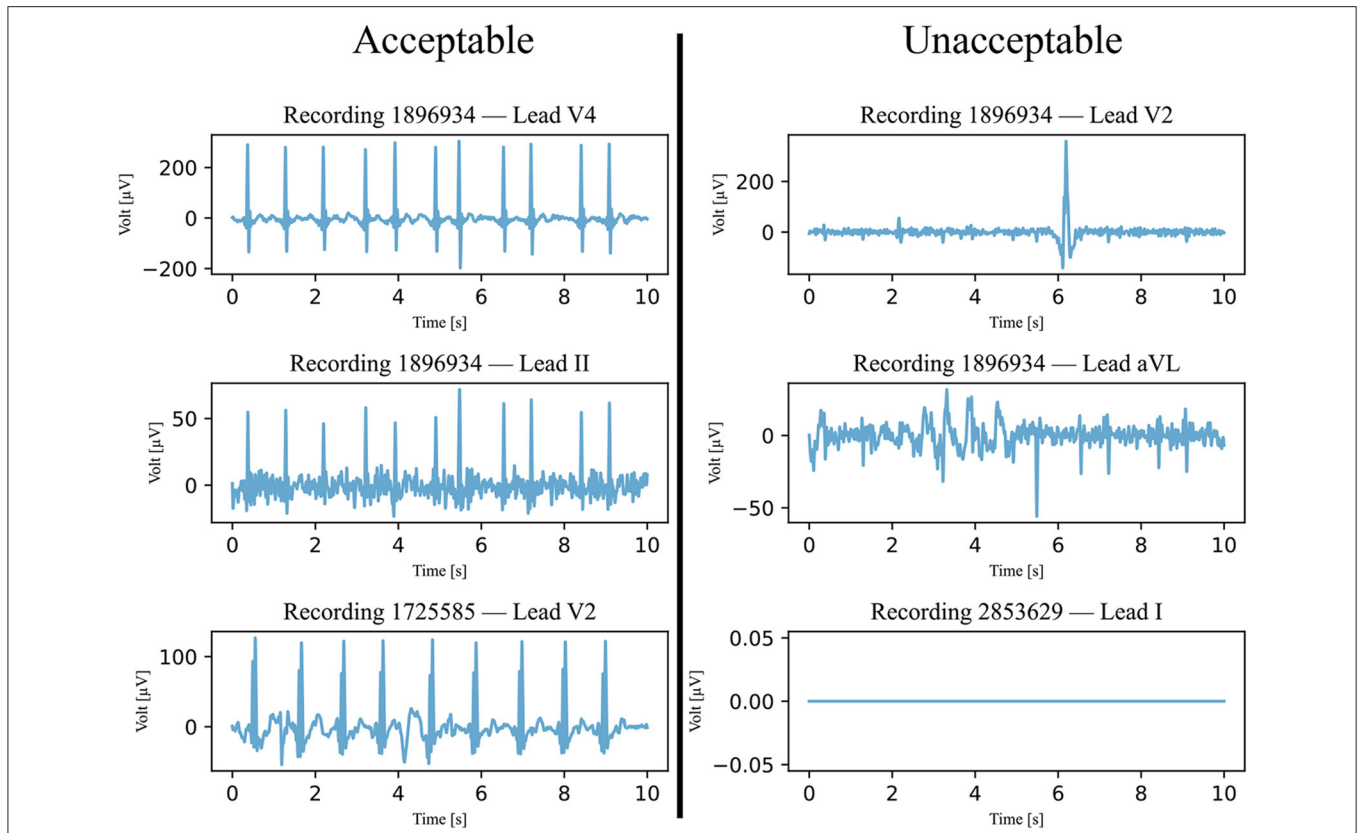 Acceptable
Recording 1896934 — Lead V4
Volt [µV]
200
0
−200
0 2 4 6 8 10
Time [s]
Recording 1896934 — Lead II
Volt [µV]
50
0
0 2 4 6 8 10
Time [s]
Recording 1725585 — Lead V2
Volt [µV]
100
0
0 2 4 6 8 10
Time [s]
Unacceptable
Recording 1896934 — Lead V2
Volt [µV]
200
0
0 2 4 6 8 10
Time [s]
Recording 1896934 — Lead aVL
Volt [µV]
0
−50
0 2 4 6 8 10
Time [s]
Recording 2853629 — Lead I
Volt [µV]
0.05
0.00
−0.05
0 2 4 6 8 10
Time [s]